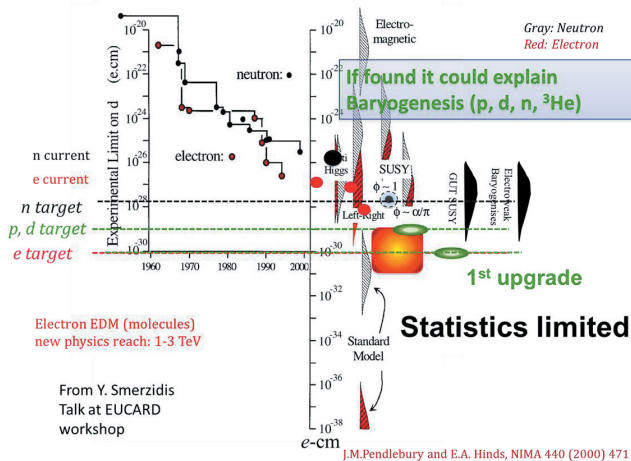 Electro-
magnetic
Gray: Neutron
Red: Electron
If found it could explain
Baryogenesis (p, d, n, ³He)
Experimental Limit on d (e.cm)
10⁻²⁰
10⁻²²
10⁻²⁴
10⁻²⁶
10⁻²⁸
10⁻³⁰
neutron:
electron:
1960 1970 1980 1990 2000
10⁻²⁰
10⁻²²
10⁻²⁴
10⁻³⁰
10⁻³²
10⁻³⁴
10⁻³⁶
10⁻³⁸
n current
e current
n target
p, d target
e target
Higgs
SUSY
ϕ ~ 1
ϕ ~ α/π
Left-Right
GUT SUSY
Electroweak
Baryogenises
1st upgrade
Statistics limited
Electron EDM (molecules)
new physics reach: 1-3 TeV
Standard
Model
From Y. Smerzidis
Talk at EUCARD
workshop
e-cm
J.M.Pendlebury and E.A. Hinds, NIMA 440 (2000) 471